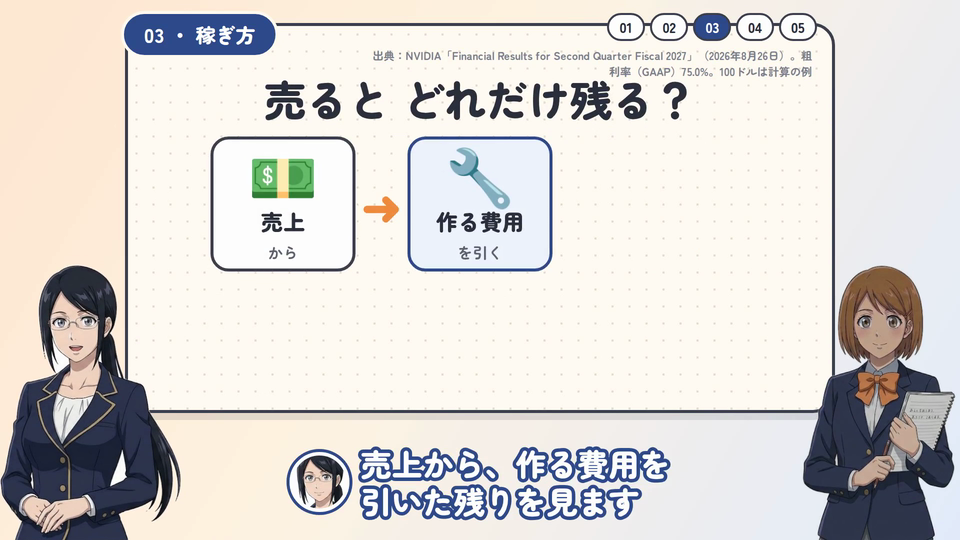 03 ・ 稼ぎ方
01 02 03 04 05
出典：NVIDIA「Financial Results for Second Quarter Fiscal 2027」（2026年8月26日）。粗
利率（GAAP）75.0%。100ドルは計算の例
売ると どれだけ残る？
売上
から
作る費用
を引く
売上から、作る費用を
引いた残りを見ます